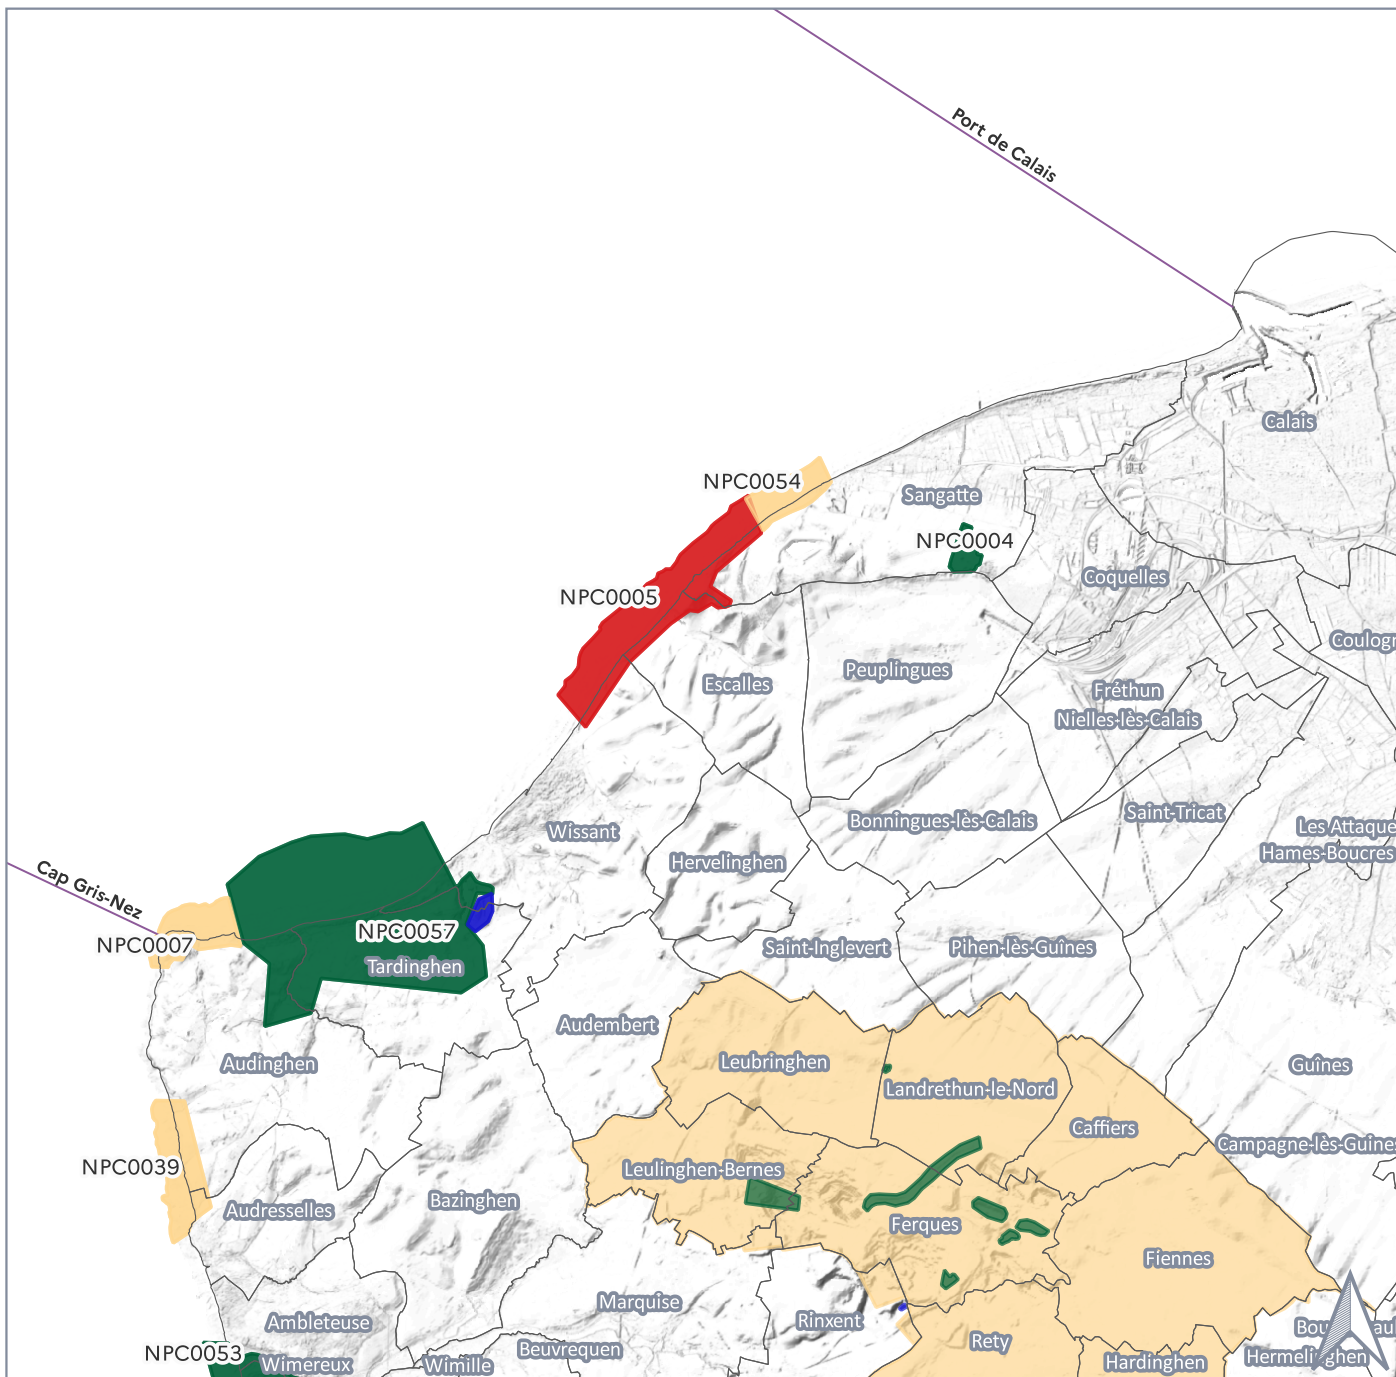 Port de Calais
Calais
NPC0054
Sangatte
NPC0004
Coquelles
NPC0005
Coulogn
Peuplingues
Escalles
Fréthun
Nielles-lès-Calais
Saint-Tricat
Bonningues-lès-Calais
Les Attaque
Wissant
Hames-Boucres
Hervelinghen
Cap Gris-Nez
NPC0057
NPC0007
Saint-Inglevert
Pihen-lès-Guînes
Tardinghen
Audembert
Audinghen
Leubringhen
Guînes
Landrethun-le-Nord
Caffiers
Campagne-lès-Guines
NPC0039
Leulinghen-Bernes
Bazinghen
Audresselles
Ferques
Fiennes
Marquise
Ambleteuse
Rinxent
Rety
Beuvrequen
NPC0053
Wimereux
Wimille
Hardinghen
Hermelinghen